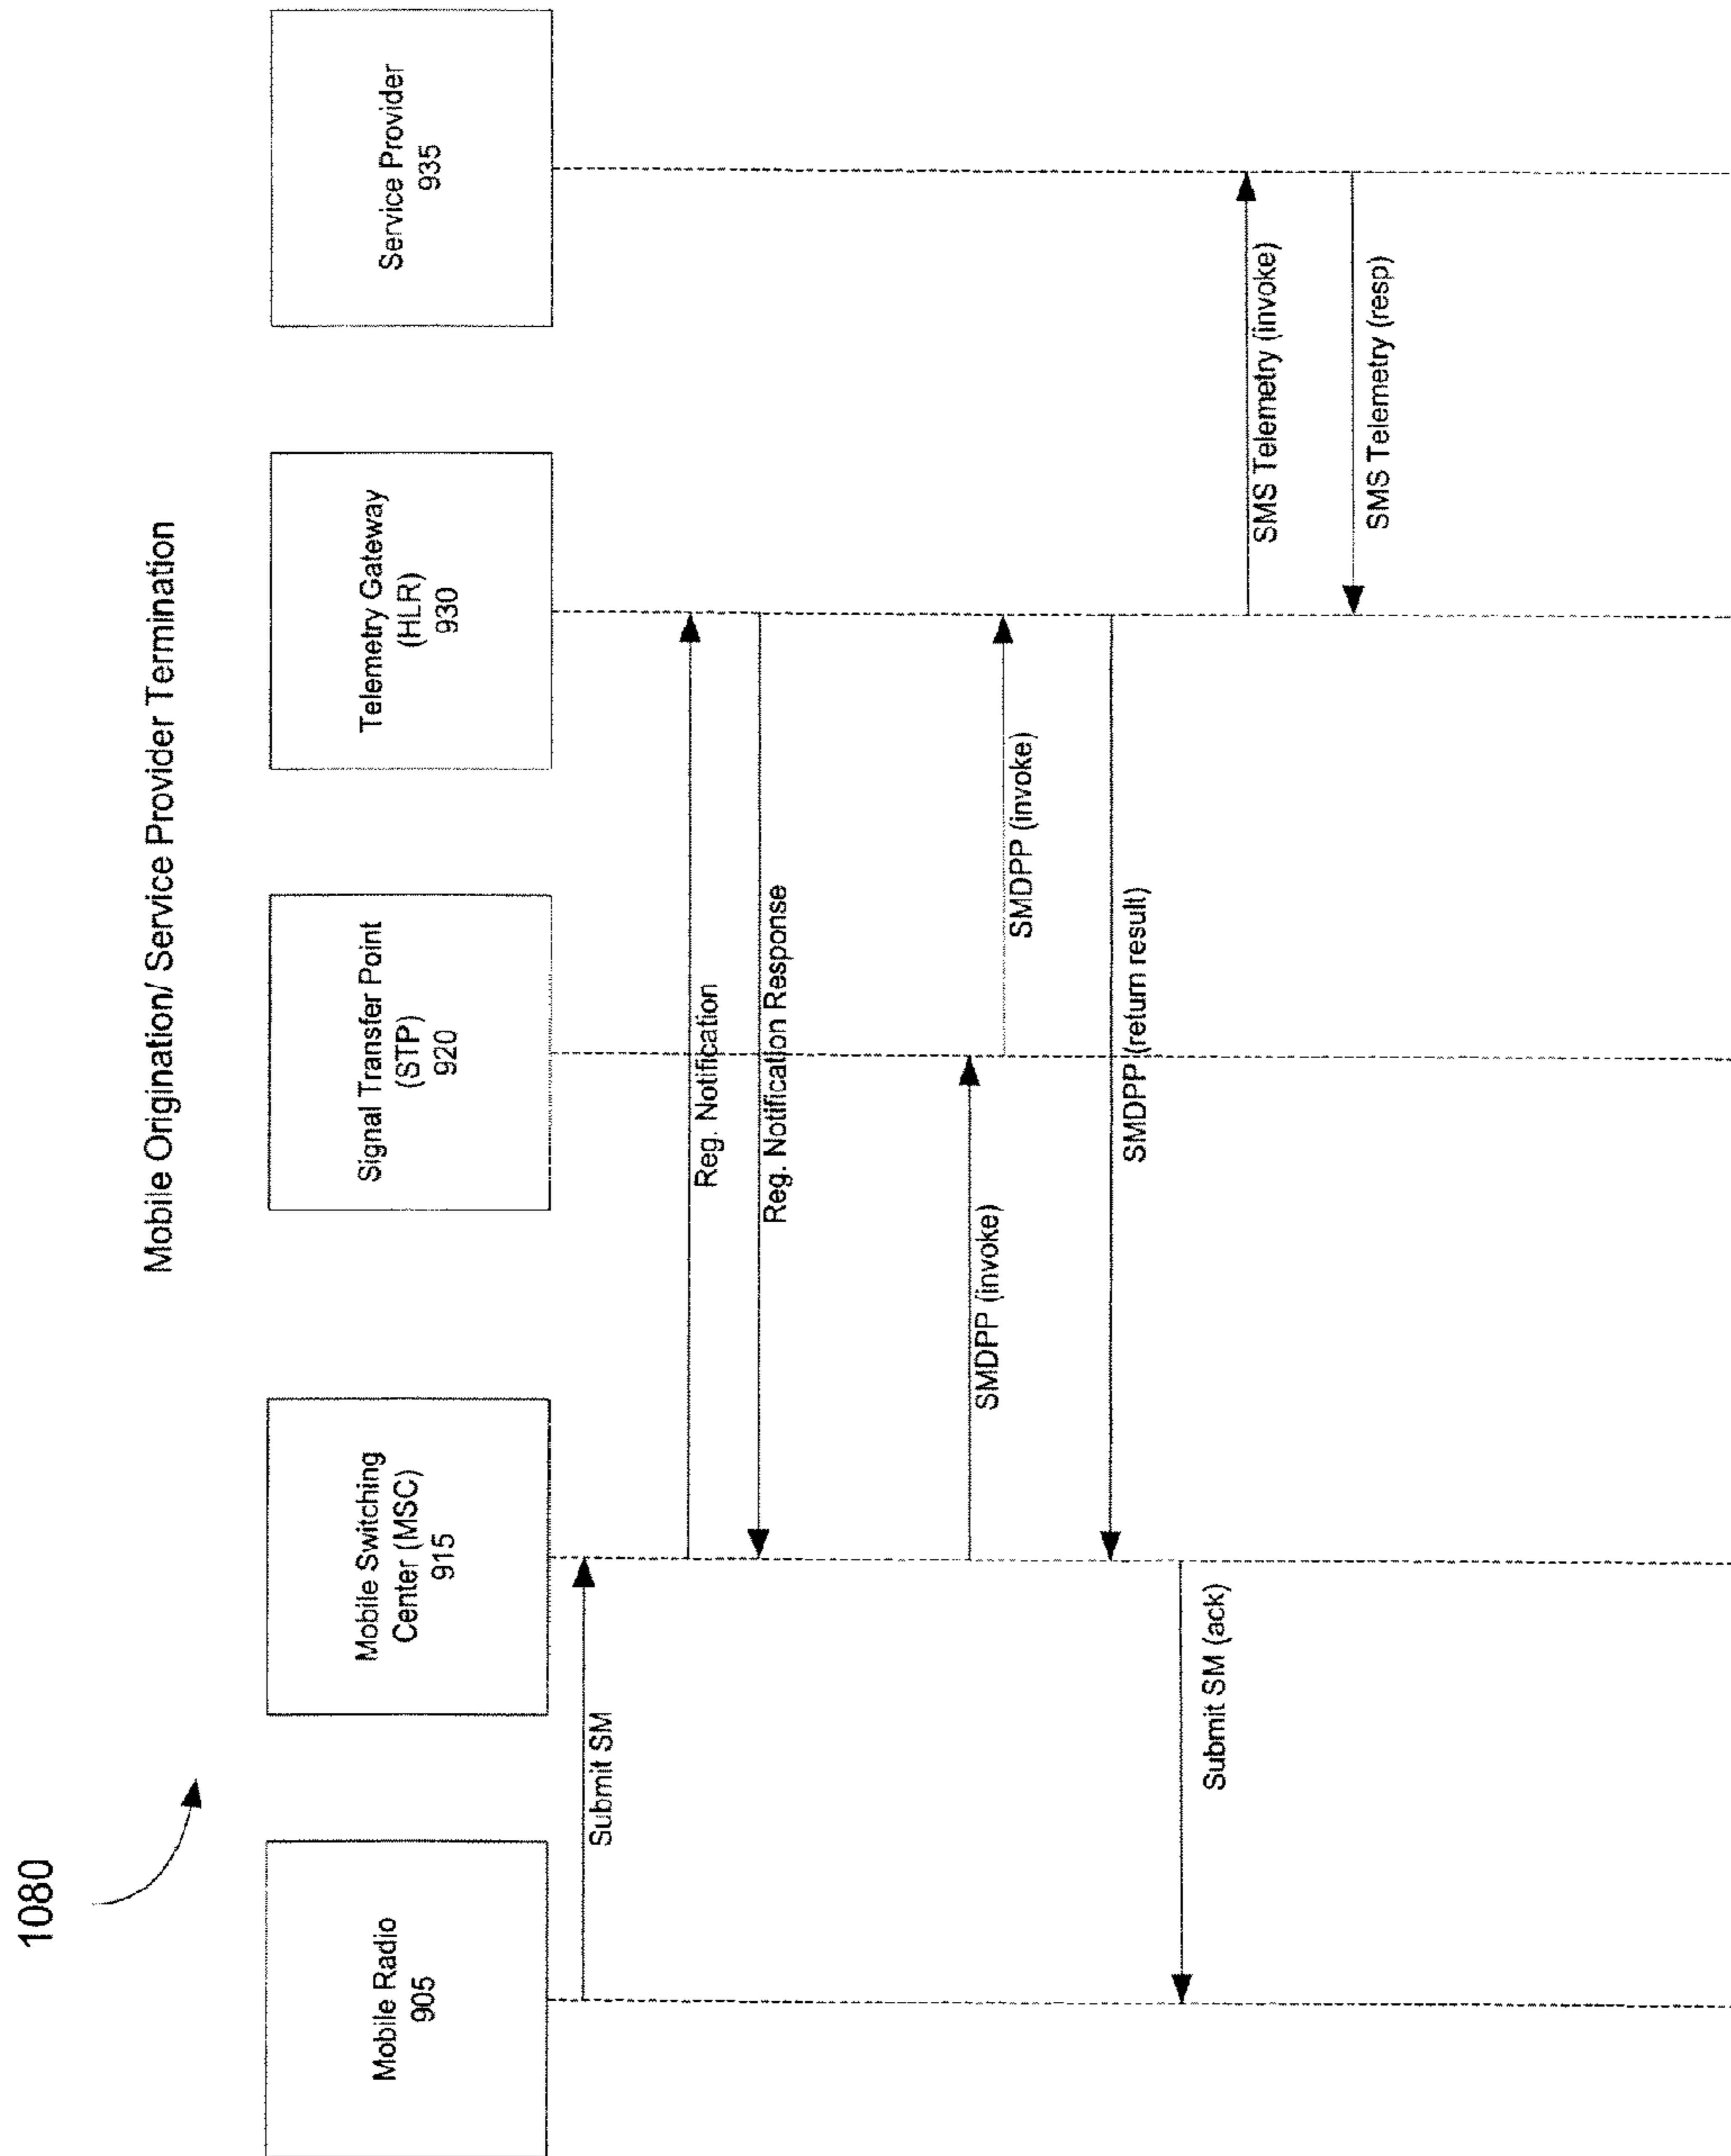 1080
Mobile Origination/ Service Provider Termination
Mobile Radio
905
Mobile Switching
Center (MSC)
915
Signal Transfer Point
(STP)
920
Telemetry Gateway
(HLR)
930
Service Provider
935
Submit SM
Reg. Notification
Reg. Notification Response
SMDPP (invoke)
SMDPP (invoke)
SMDPP (return result)
Submit SM (ack)
SMS Telemetry (invoke)
SMS Telemetry (resp)